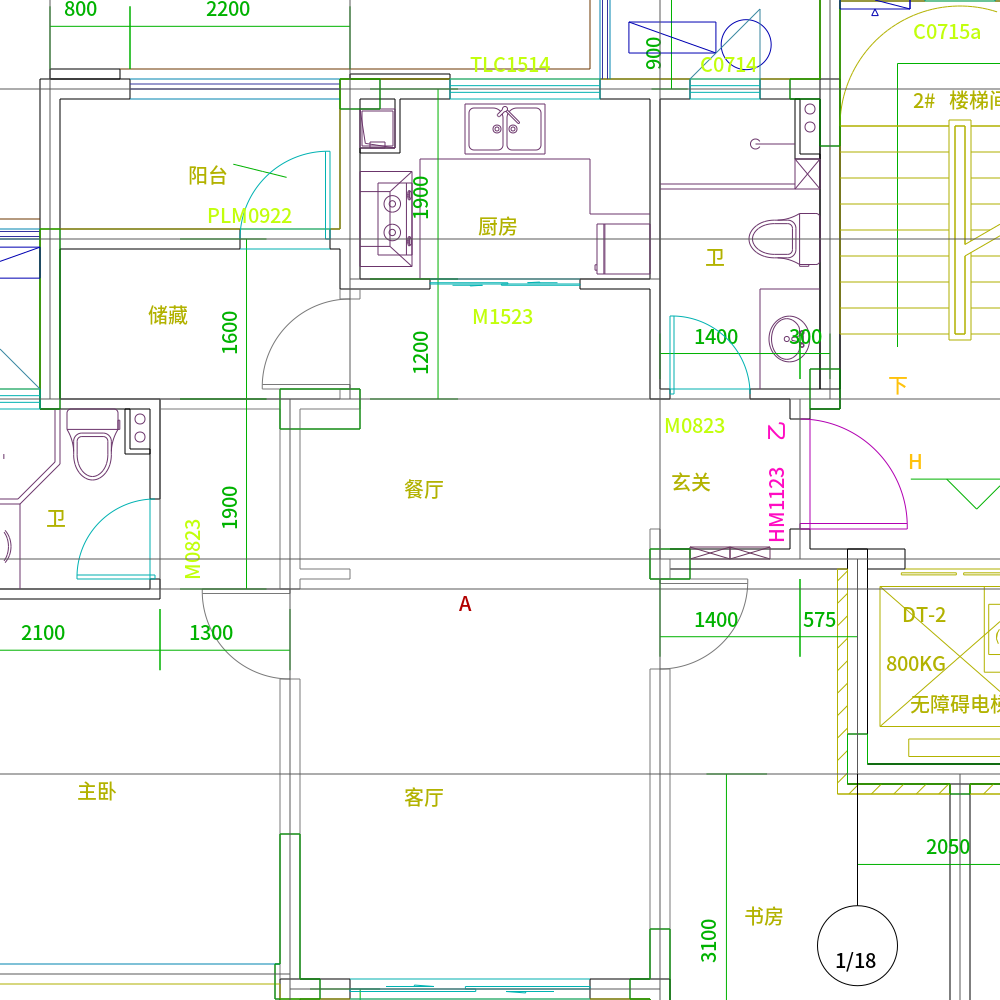 800
2200
TLC1514
900
C0714
C0715a
2# 楼梯间
阳台
PLM0922
1900
厨房
卫
储藏
1600
M1523
1200
1400
300
下
M0823
乙
HM1123
玄关
H
餐厅
卫
1900
M0823
A
2100
1300
1400
575
DT-2
800KG
无障碍电梯
主卧
客厅
2050
书房
3100
1/18